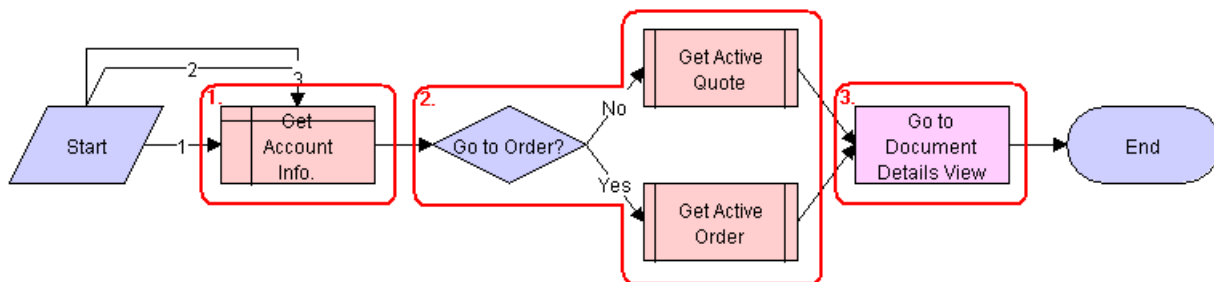 2
3
1.
Start
1
Get
Account
Info.
2.
Go to Order?
No
Yes
Get Active
Quote
Get Active
Order
3.
Go to
Document
Details View
End